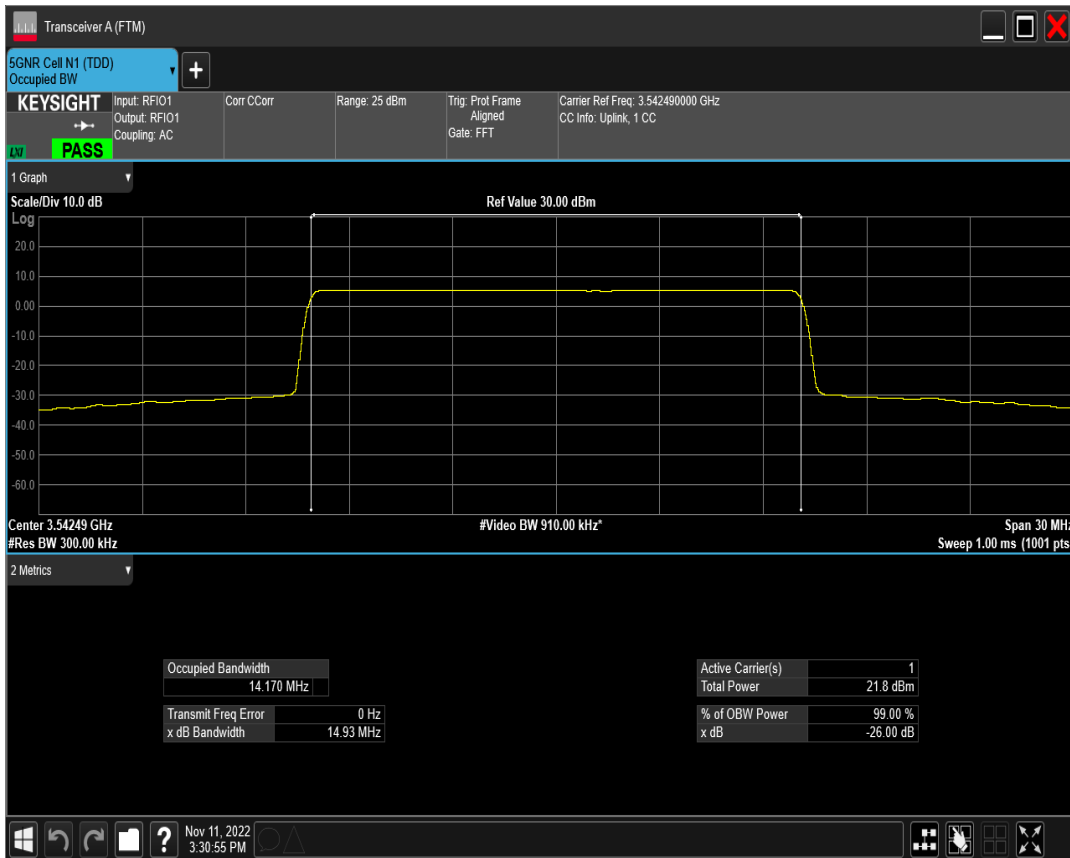 Transceiver A (FTM)
5GNR Cell N1 (TDD)
Occupied BW
+
KEYSIGHT
LXI
PASS
Input: RFIO1
Output: RFIO1
Coupling: AC
Corr CCorr
Range: 25 dBm
Trig: Prot Frame
Aligned
Gate: FFT
Carrier Ref Freq: 3.542490000 GHz
CC Info: Uplink, 1 CC
1 Graph
Scale/Div 10.0 dB
Ref Value 30.00 dBm
Log
20.0
10.0
0.00
-10.0
-20.0
-30.0
-40.0
-50.0
-60.0
Center 3.54249 GHz
#Video BW 910.00 kHz*
Span 30 MHz
#Res BW 300.00 kHz
Sweep 1.00 ms (1001 pts
2 Metrics
Occupied Bandwidth
14.170 MHz
Transmit Freq Error 0 Hz
x dB Bandwidth 14.93 MHz
Active Carrier(s) 1
Total Power 21.8 dBm
% of OBW Power 99.00 %
x dB -26.00 dB
?
Nov 11, 2022
3:30:55 PM